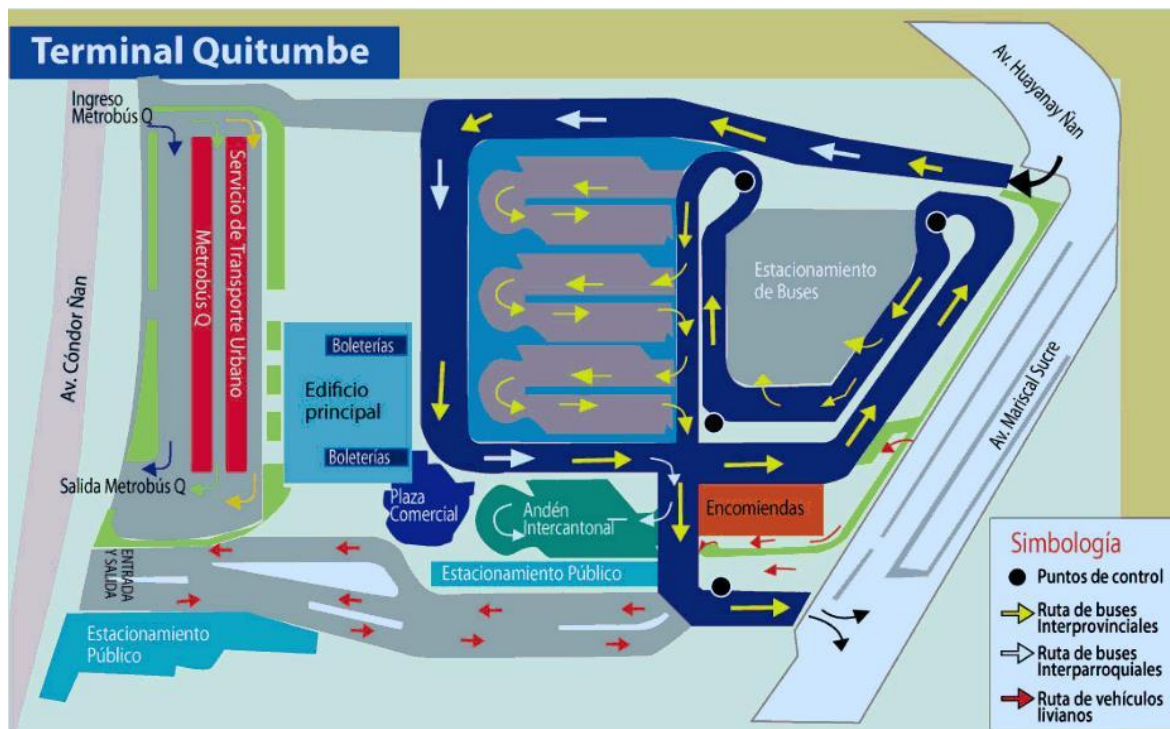 Terminal Quitumbe
Av. Huayanay Ñan
Ingreso
Metrobús Q
Av. Cóndor Ñan
Metrobús Q
Servicio de Transporte Urbano
Salida Metrobús Q
Boleterías
Edificio
principal
Boleterías
Plaza
Comercial
Estacionamiento
de Buses
Av. Mariscal Sucre
Andén
Intercantonal
Encomiendas
Estacionamiento Público
ENTRADA
Y SALIDA
Estacionamiento
Público
Simbología
Puntos de control
Ruta de buses
Interprovinciales
Ruta de buses
Interparroquiales
Ruta de vehículos
livianos